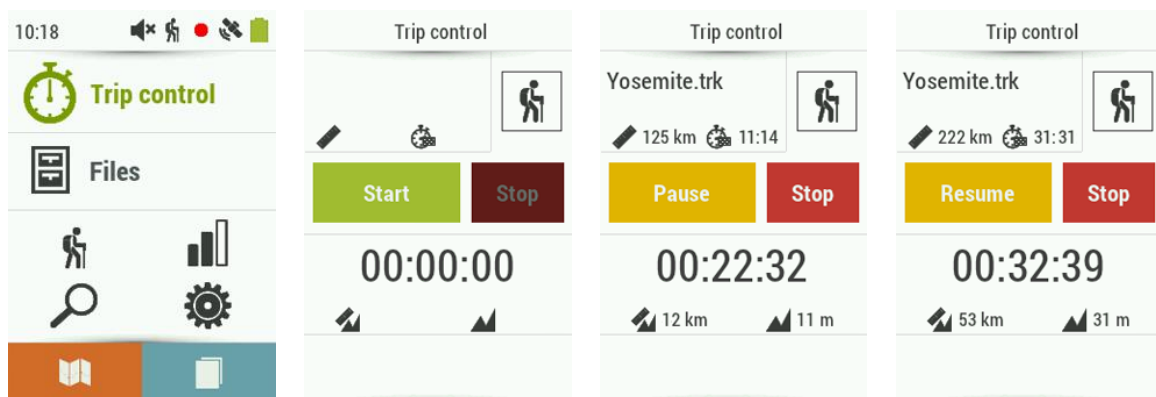 10:18
Trip control
Files
Trip control
Start Stop
00:00:00
Trip control
Yosemite.trk
125 km 11:14
Pause Stop
00:22:32
12 km 11 m
Trip control
Yosemite.trk
222 km 31:31
Resume Stop
00:32:39
53 km 31 m